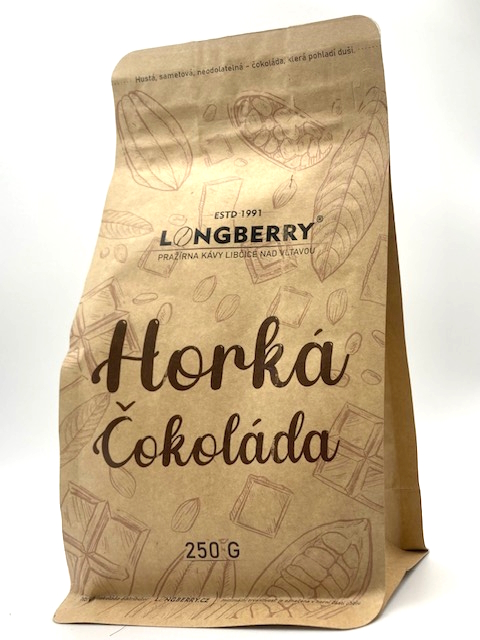 Hustá, sametová, neodolatelná – čokoláda, která pohladí duši.
ESTD 1991
LONGBERRY®
PRAŽÍRNA KÁVY LIBČICE NAD VLTAVOU
Horká
Čokoláda
250 G
LONGBERRY.CZ